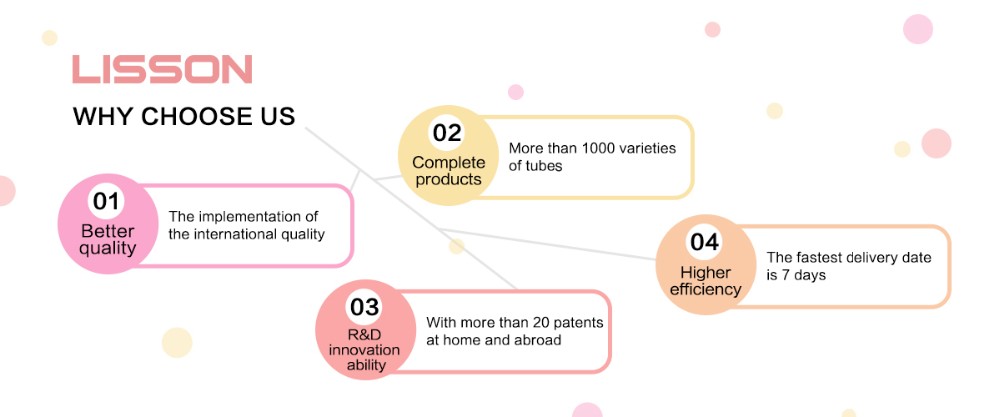 LISSON
WHY CHOOSE US
01
Better
quality
The implementation of
the international quality
02
Complete
products
More than 1000 varieties
of tubes
03
R&D
innovation
ability
With more than 20 patents
at home and abroad
04
Higher
efficiency
The fastest delivery date
is 7 days